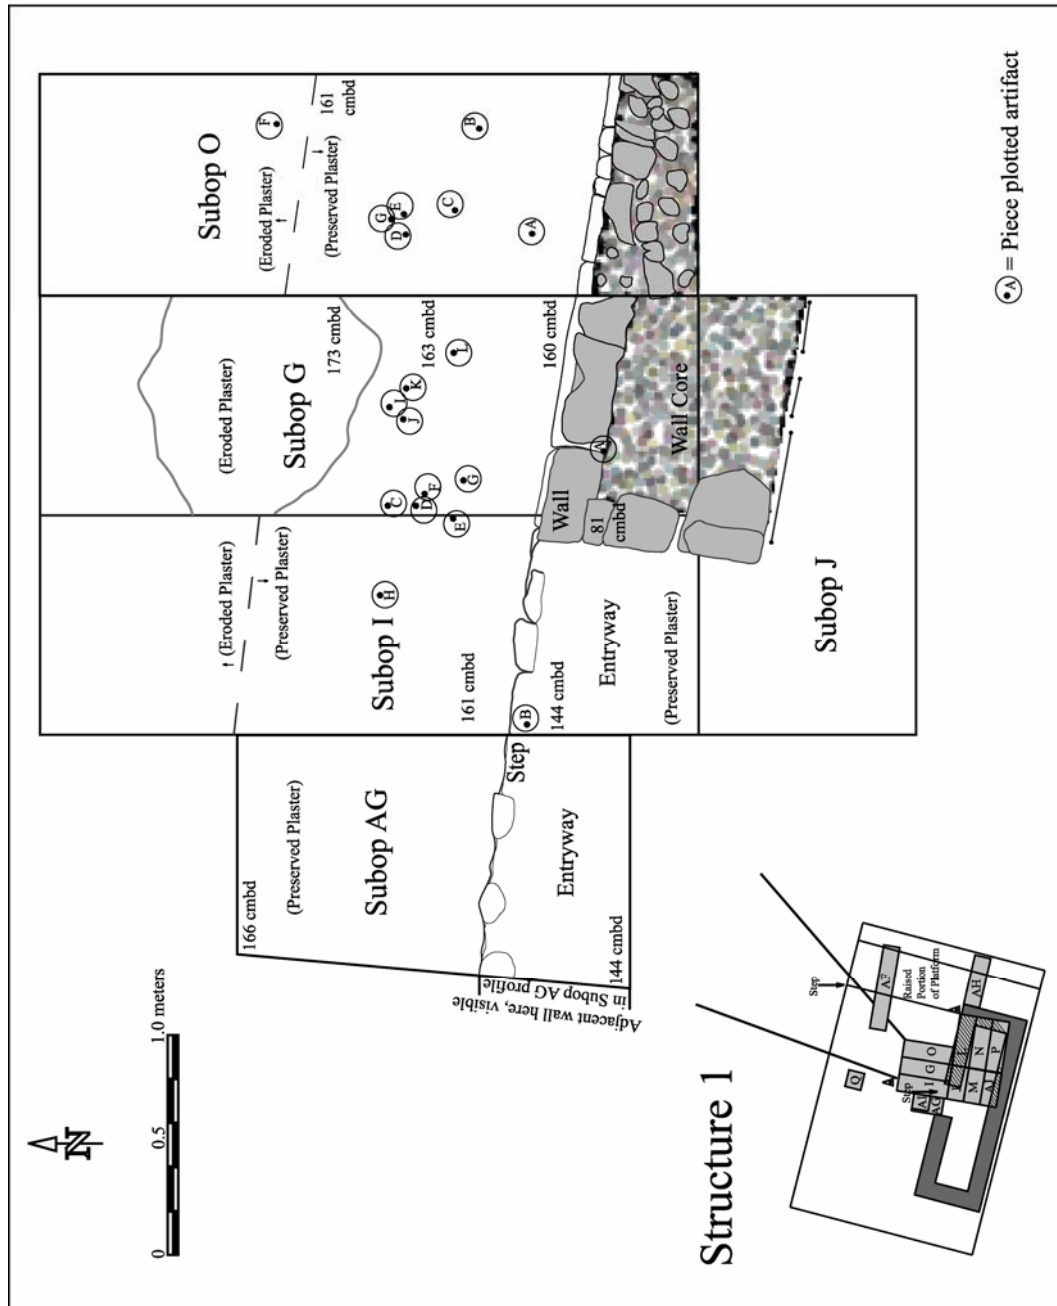 Subop O
(Eroded Plaster)
↑
161
cmbd
↓
(Preserved Plaster)
F
B
G
E
D
C
A
Subop G
(Eroded Plaster)
173 cmbd
163 cmbd
160 cmbd
L
K
I
J
C
F
D
G
E
A
Wall
81
cmbd
Wall Core
Subop I
↑ (Eroded Plaster)
↓
(Preserved Plaster)
H
161 cmbd
B
144 cmbd
Entryway
(Preserved Plaster)
Subop J
166 cmbd
(Preserved Plaster)
Subop AG
Step
Entryway
144 cmbd
Adjacent wall here, visible
in Subop AG profile
A = Piece plotted artifact
N
0
0.5
1.0 meters
Structure 1
Step
Raised
Portion
of Platform
AH
Q
Step
I
G
O
AG
M
N
P
AJ